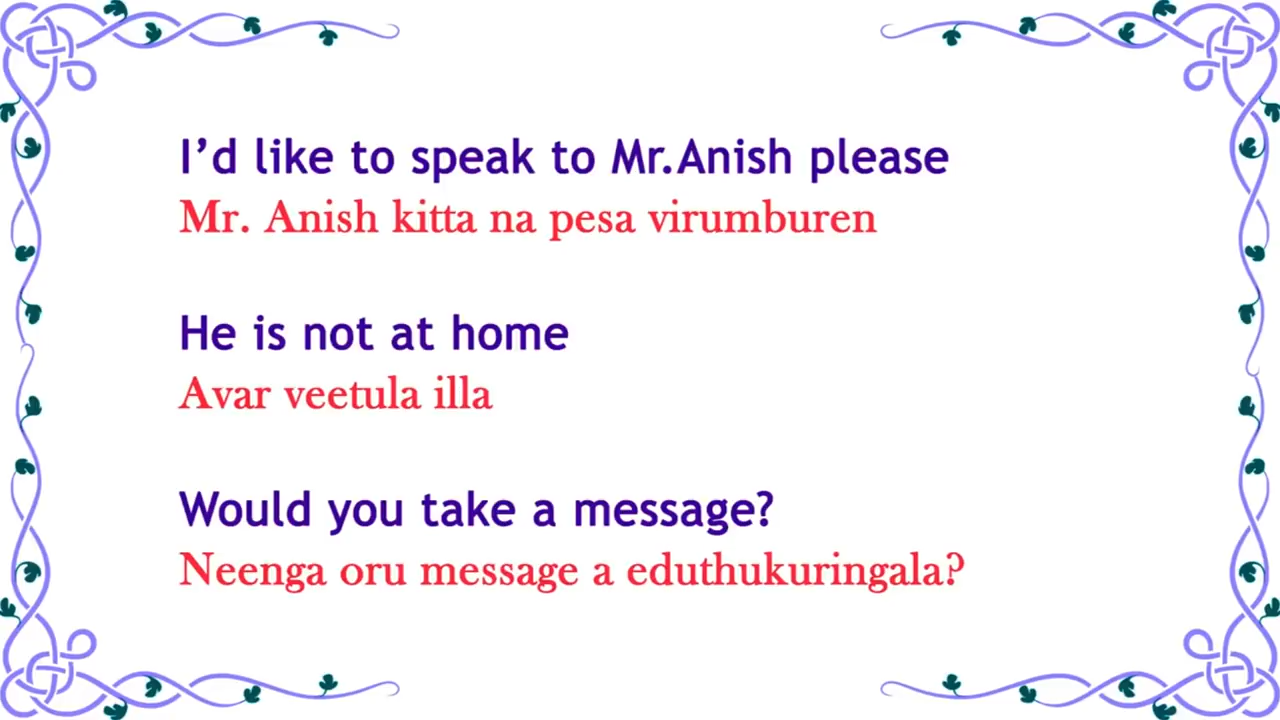 I’d like to speak to Mr.Anish please
Mr. Anish kitta na pesa virumburen
He is not at home
Avar veetula illa
Would you take a message?
Neenga oru message a eduthukuringala?